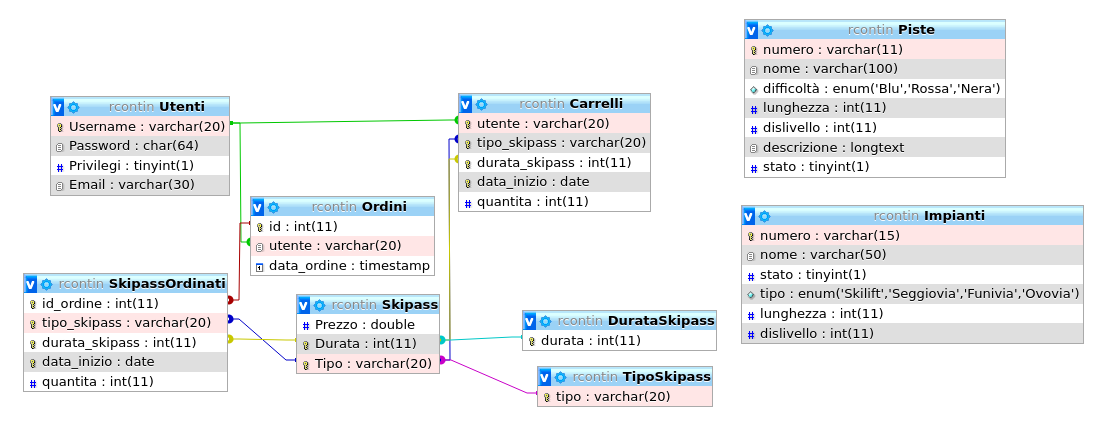 rcontin Utenti
Username : varchar(20)
Password : char(64)
Privilegi : tinyint(1)
Email : varchar(30)
rcontin Ordini
id : int(11)
utente : varchar(20)
data_ordine : timestamp
rcontin SkipassOrdinati
id_ordine : int(11)
tipo_skipass : varchar(20)
durata_skipass : int(11)
data_inizio : date
quantita : int(11)
rcontin Skipass
Prezzo : double
Durata : int(11)
Tipo : varchar(20)
rcontin Carrelli
utente : varchar(20)
tipo_skipass : varchar(20)
durata_skipass : int(11)
data_inizio : date
quantita : int(11)
rcontin DurataSkipass
durata : int(11)
rcontin TipoSkipass
tipo : varchar(20)
rcontin Piste
numero : varchar(11)
nome : varchar(100)
difficoltà : enum('Blu','Rossa','Nera')
lunghezza : int(11)
dislivello : int(11)
descrizione : longtext
stato : tinyint(1)
rcontin Impianti
numero : varchar(15)
nome : varchar(50)
stato : tinyint(1)
tipo : enum('Skilift','Seggiovia','Funivia','Ovovia')
lunghezza : int(11)
dislivello : int(11)